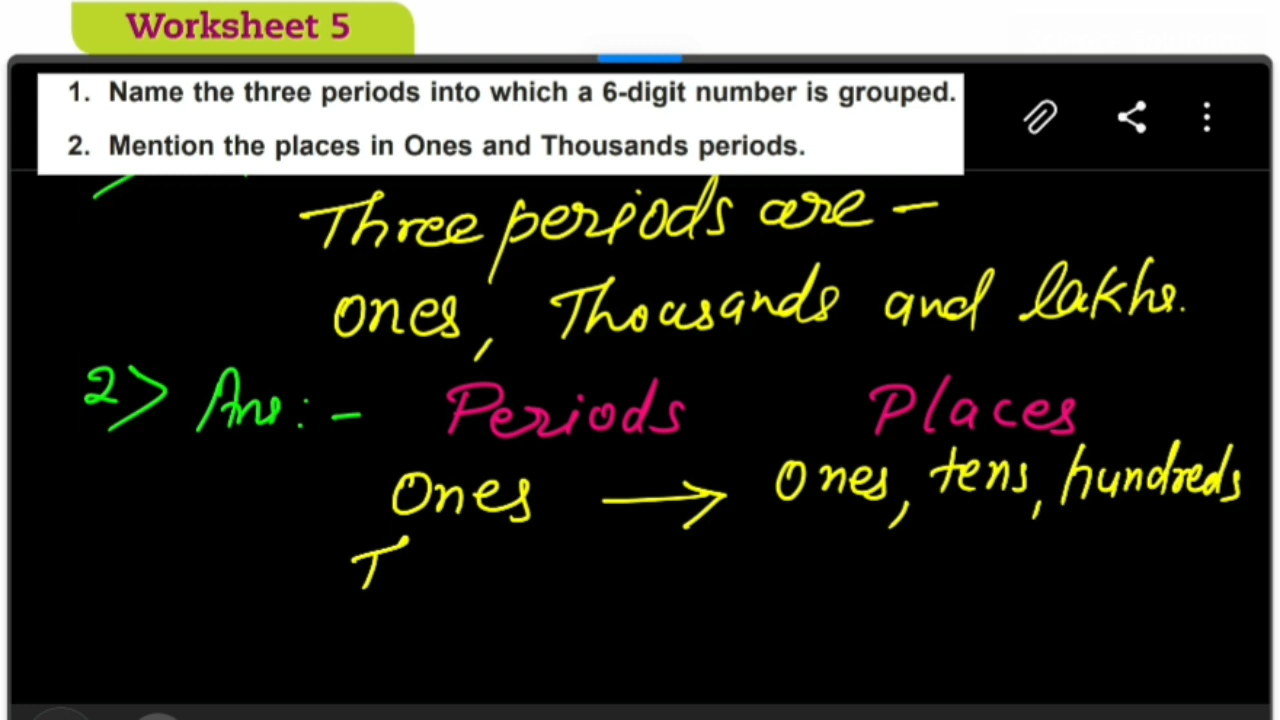 Worksheet 5
1. Name the three periods into which a 6-digit number is grouped.
2. Mention the places in Ones and Thousands periods.
Three periods are -
ones, Thousands and lakhs.
2> Ans:- Periods Places
Ones → Ones, tens, hundreds
T